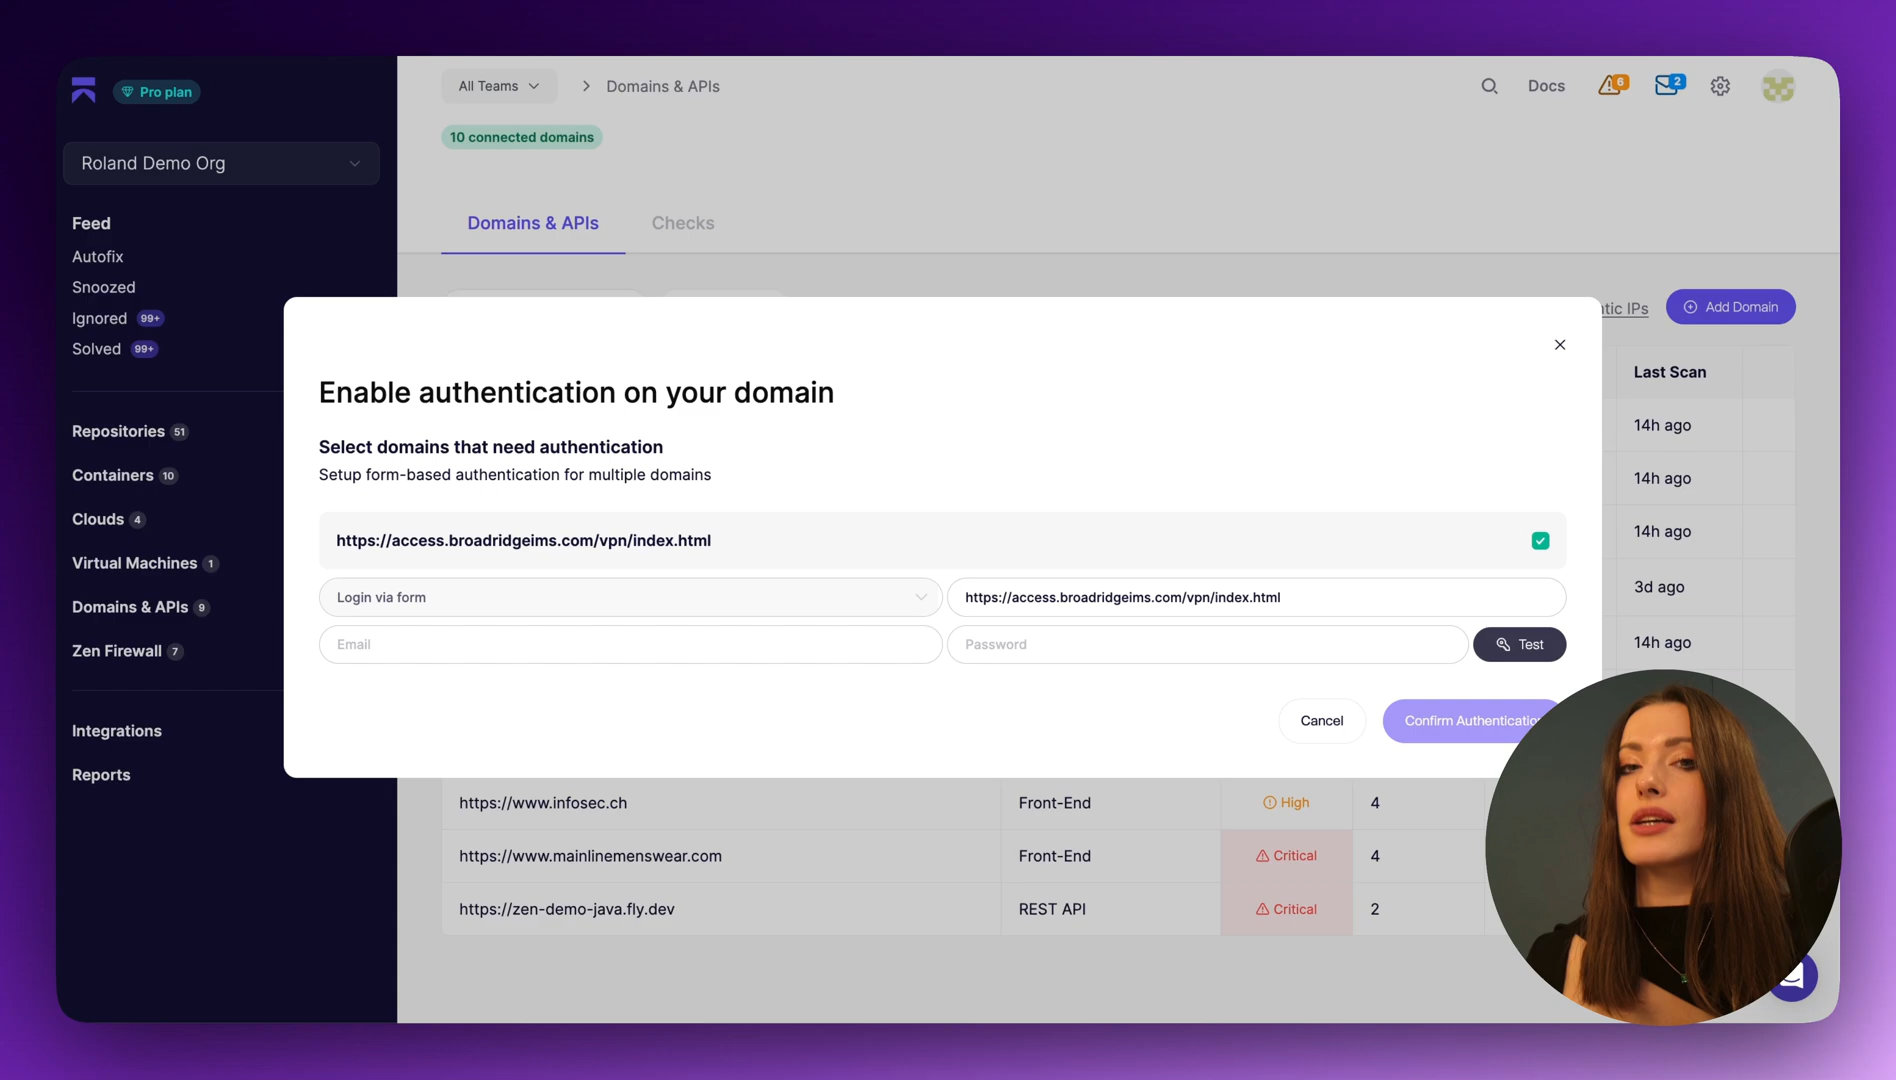 Pro plan
All Teams
Domains & APIs
Docs
6
2
10 connected domains
Roland Demo Org
Domains & APIs
Checks
Feed
Autofix
Snoozed
Ignored 99+
Solved 99+
tic IPs
Add Domain
Enable authentication on your domain
Last Scan
Select domains that need authentication
Setup form-based authentication for multiple domains
14h ago
14h ago
14h ago
3d ago
14h ago
Repositories 51
Containers 10
Clouds 4
Virtual Machines 1
Domains & APIs 9
Zen Firewall 7
https://access.broadridgeims.com/vpn/index.html
Login via form
https://access.broadridgeims.com/vpn/index.html
Email
Password
Test
Cancel
Confirm Authentication
Integrations
Reports
https://www.infosec.ch Front-End High 4
https://www.mainlinemenswear.com Front-End Critical 4
https://zen-demo-java.fly.dev REST API Critical 2